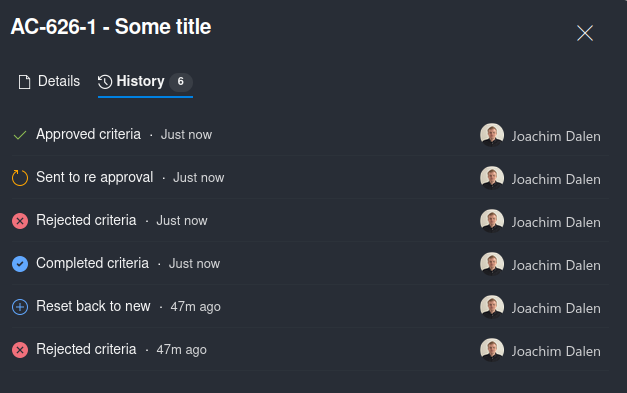 AC-626-1 - Some title
Details History 6
Approved criteria · Just now Joachim Dalen
Sent to re approval · Just now Joachim Dalen
Rejected criteria · Just now Joachim Dalen
Completed criteria · Just now Joachim Dalen
Reset back to new · 47m ago Joachim Dalen
Rejected criteria · 47m ago Joachim Dalen